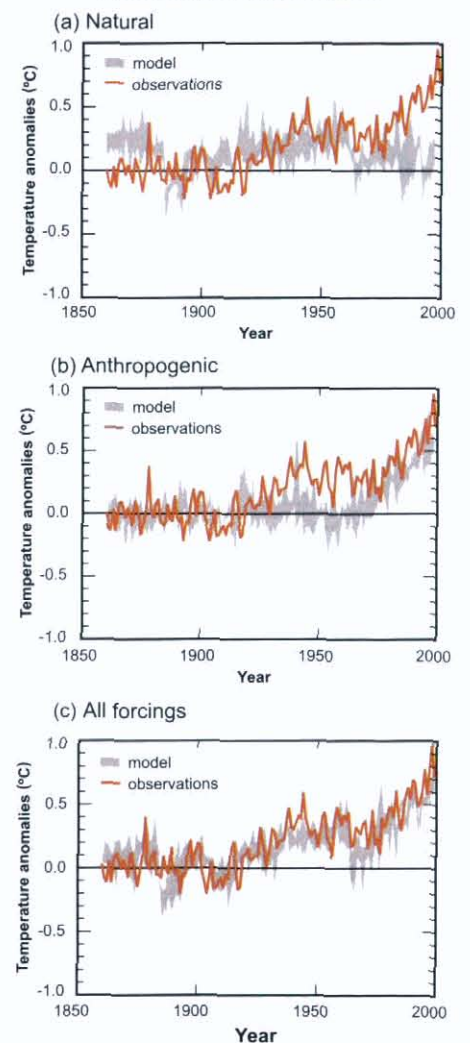 (a) Natural
Temperature anomalies (°C)
1.0
0.5
0.0
-0.5
-1.0
model
observations
1850
1900
1950
2000
Year
(b) Anthropogenic
Temperature anomalies (°C)
1.0
0.5
0.0
-0.5
-1.0
model
observations
1850
1900
1950
2000
Year
(c) All forcings
Temperature anomalies (°C)
1.0
0.5
0.0
-0.5
-1.0
model
observations
1850
1900
1950
2000
Year